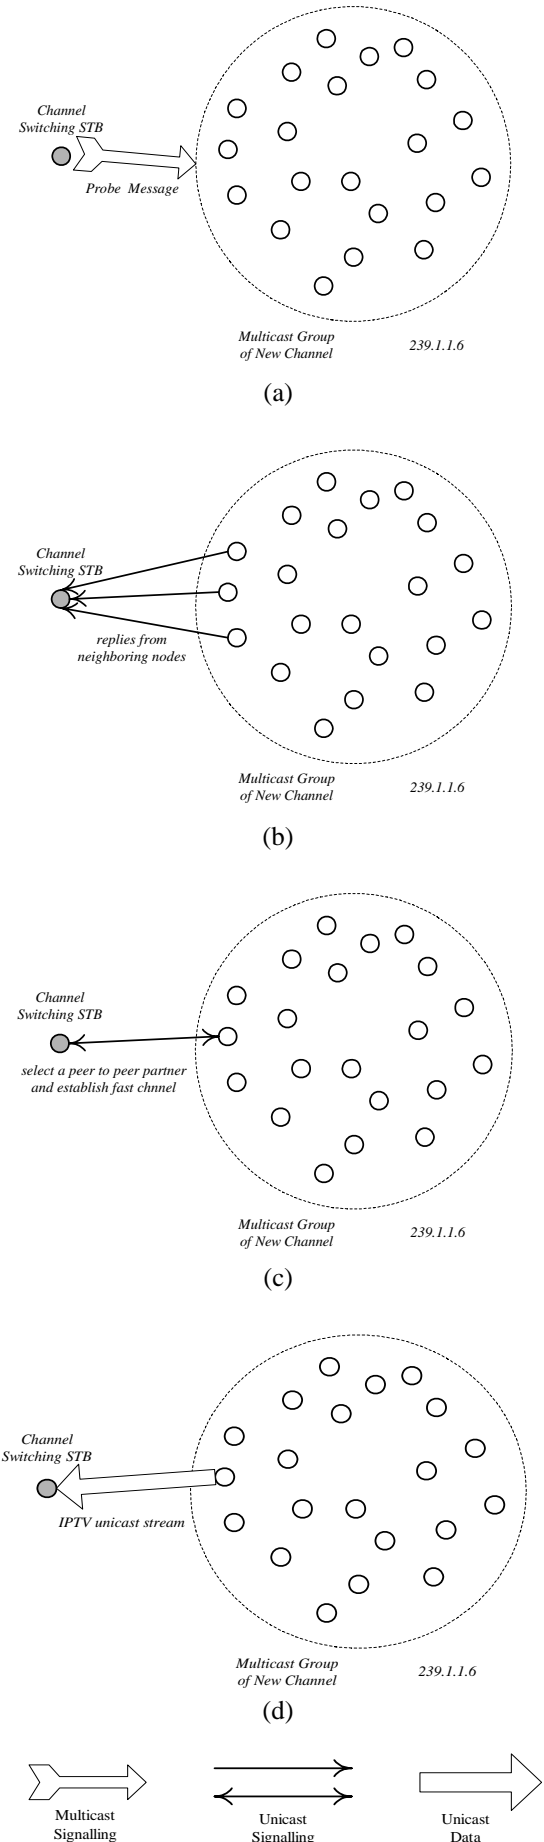 Channel
Switching STB
Probe Message
Multicast Group
of New Channel
239.1.1.6
(a)
Channel
Switching STB
replies from
neighboring nodes
Multicast Group
of New Channel
239.1.1.6
(b)
Channel
Switching STB
select a peer to peer partner
and establish fast chnnel
Multicast Group
of New Channel
239.1.1.6
(c)
Channel
Switching STB
IPTV unicast stream
Multicast Group
of New Channel
239.1.1.6
(d)
Multicast
Signalling
Unicast
Signalling
Unicast
Data